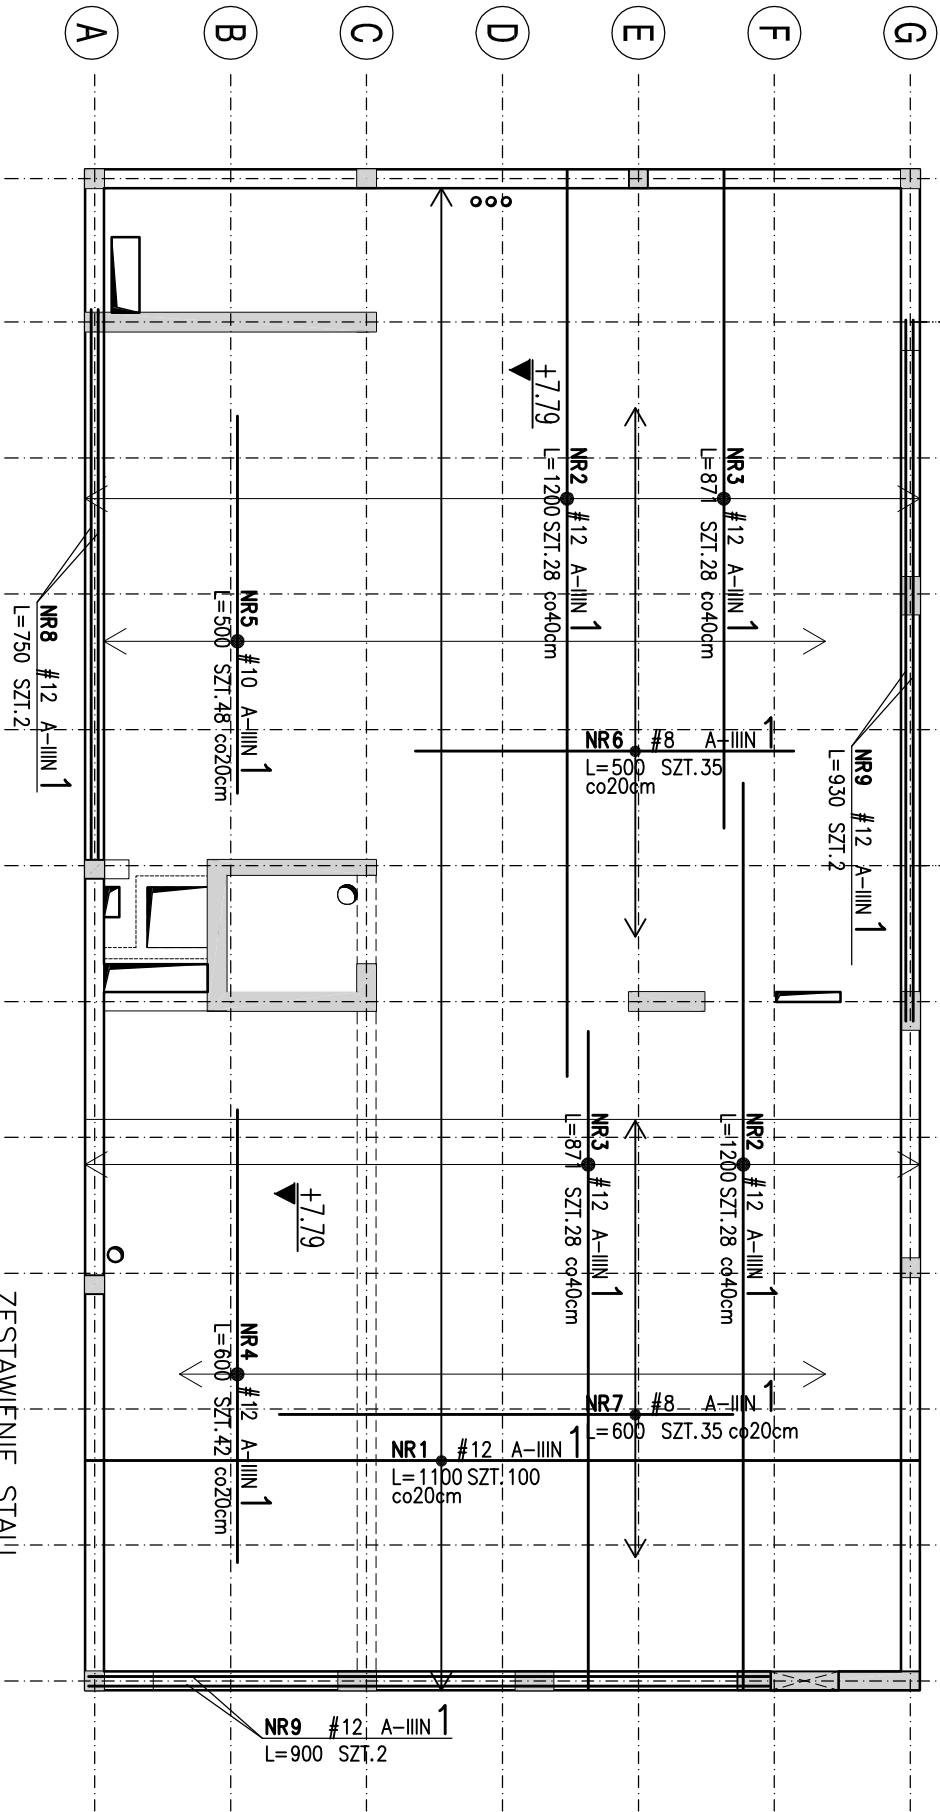 A
B
C
D
E
F
G
+7.79
NR3 #12 A-IIIN 1
L=871 SZT.28 co40cm
NR2 #12 A-IIIN 1
L=1200 SZT.28 co40cm
NR5 #10 A-IIIN 1
L=500 SZT.48 co20cm
NR8 #12 A-IIIN 1
L=750 SZT.2
NR6 #8 A-IIIN 1
L=500 SZT.35
co20cm
NR9 #12 A-IIIN 1
L=930 SZT.2
NR2 #12 A-IIIN 1
L=1200 SZT.28 co40cm
NR3 #12 A-IIIN 1
L=871 SZT.28 co40cm
+7.79
NR4 #12 A-IIIN 1
L=600 SZT.42 co20cm
NR7 #8 A-IIIN 1
L=600 SZT.35 co20cm
NR1 #12 A-IIIN 1
L=1100 SZT.100
co20cm
ZESTAWIENIE STALI
NR9 #12 A-IIIN 1
L=900 SZT.2